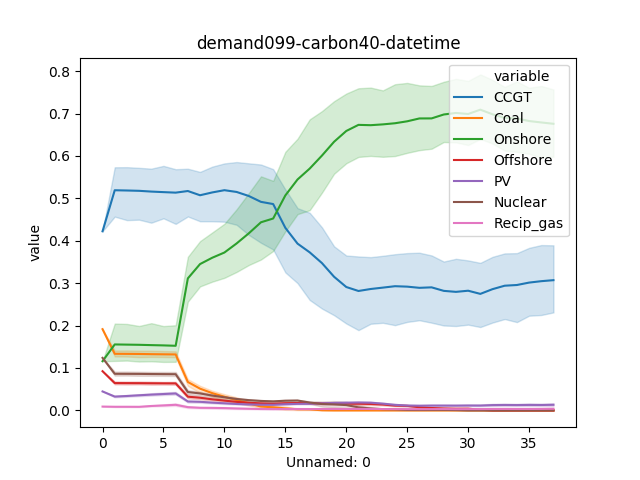 demand099-carbon40-datetime
value
0.8
0.7
0.6
0.5
0.4
0.3
0.2
0.1
0.0
variable
CCGT
Coal
Onshore
Offshore
PV
Nuclear
Recip_gas
0 5 10 15 20 25 30 35
Unnamed: 0